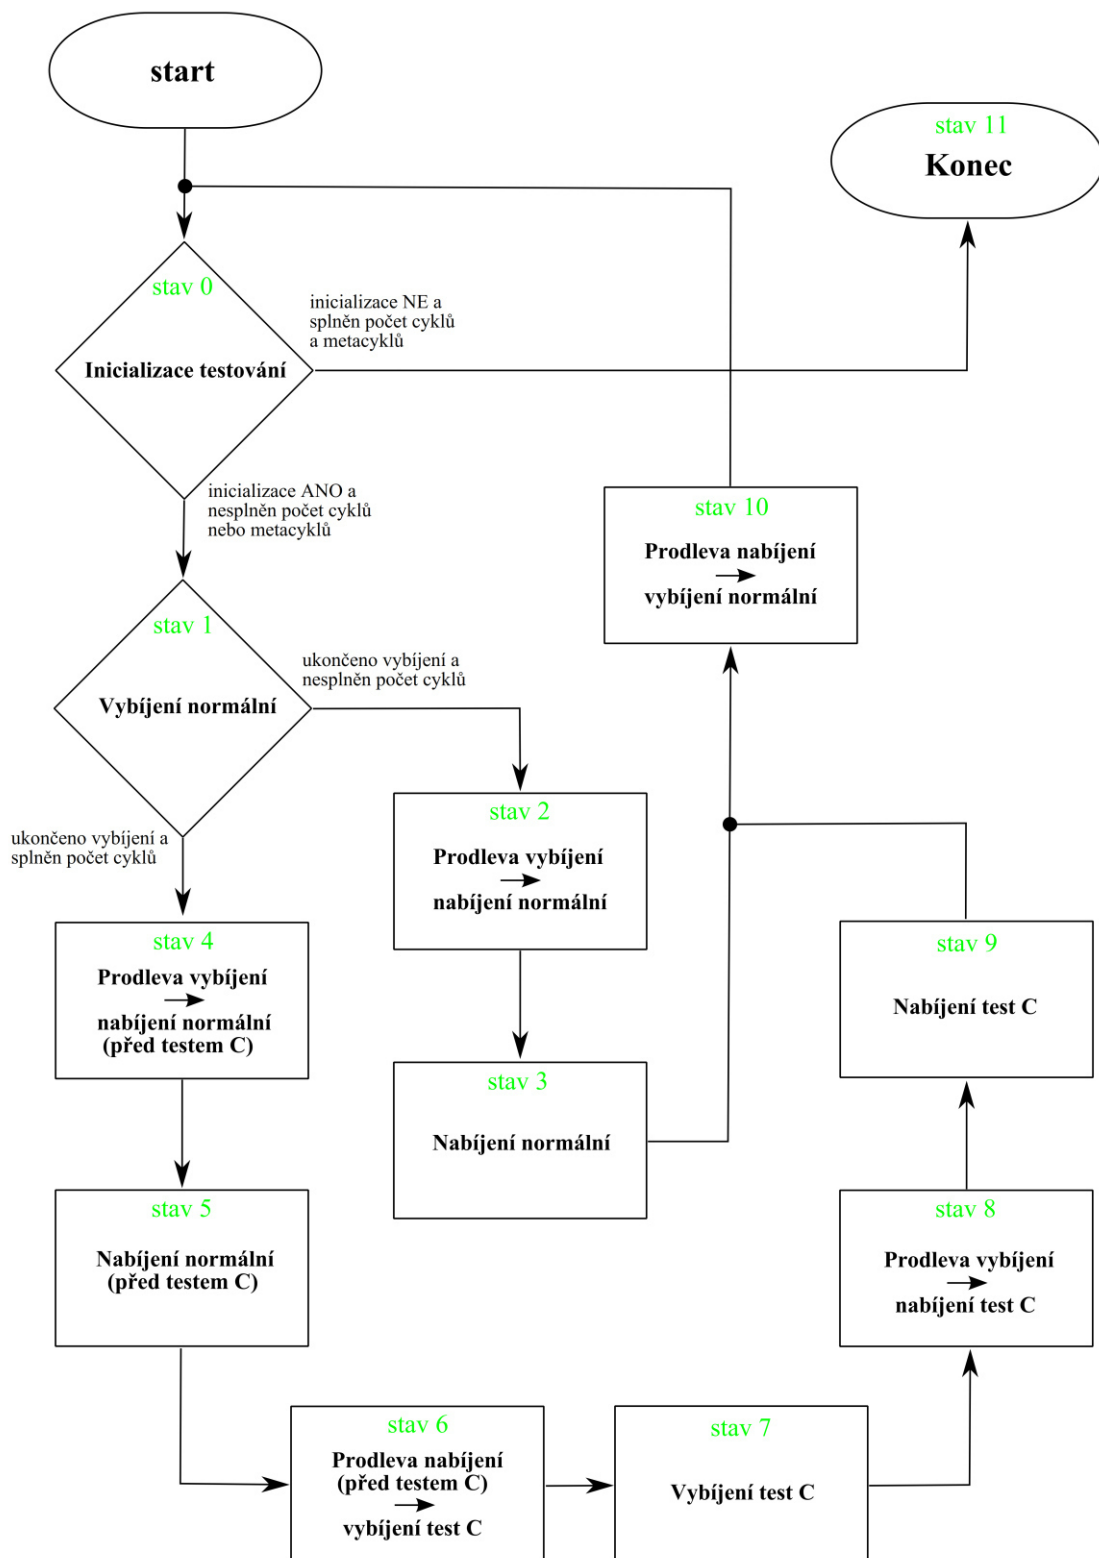 start
stav 11
Konec
stav 0
Inicializace testování
inicializace NE a
splněn počet cyklů
a metacyklů
inicializace ANO a
nesplněn počet cyklů
nebo metacyklů
stav 10
Prodleva nabíjení
vybíjení normální
stav 1
Vybíjení normální
ukončeno vybíjení a
nesplněn počet cyklů
ukončeno vybíjení a
splněn počet cyklů
stav 2
Prodleva vybíjení
nabíjení normální
stav 4
Prodleva vybíjení
nabíjení normální
(před testem C)
stav 9
Nabíjení test C
stav 3
Nabíjení normální
stav 5
Nabíjení normální
(před testem C)
stav 8
Prodleva vybíjení
nabíjení test C
stav 6
Prodleva nabíjení
(před testem C)
vybíjení test C
stav 7
Vybíjení test C